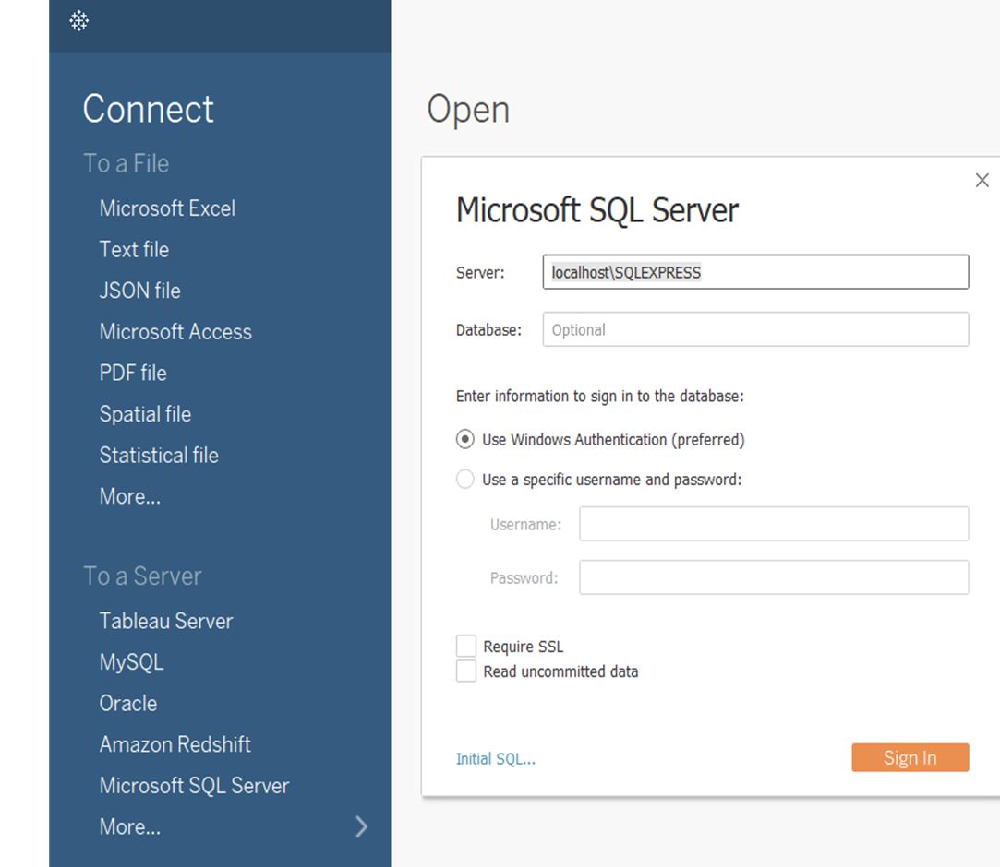 Connect
To a File
Microsoft Excel
Text file
JSON file
Microsoft Access
PDF file
Spatial file
Statistical file
More...
To a Server
Tableau Server
MySQL
Oracle
Amazon Redshift
Microsoft SQL Server
More...
Open
Microsoft SQL Server
Server: localhost\SQLEXPRESS
Database: Optional
Enter information to sign in to the database:
Use Windows Authentication (preferred)
Use a specific username and password:
Username:
Password:
Require SSL
Read uncommitted data
Initial SQL... Sign In